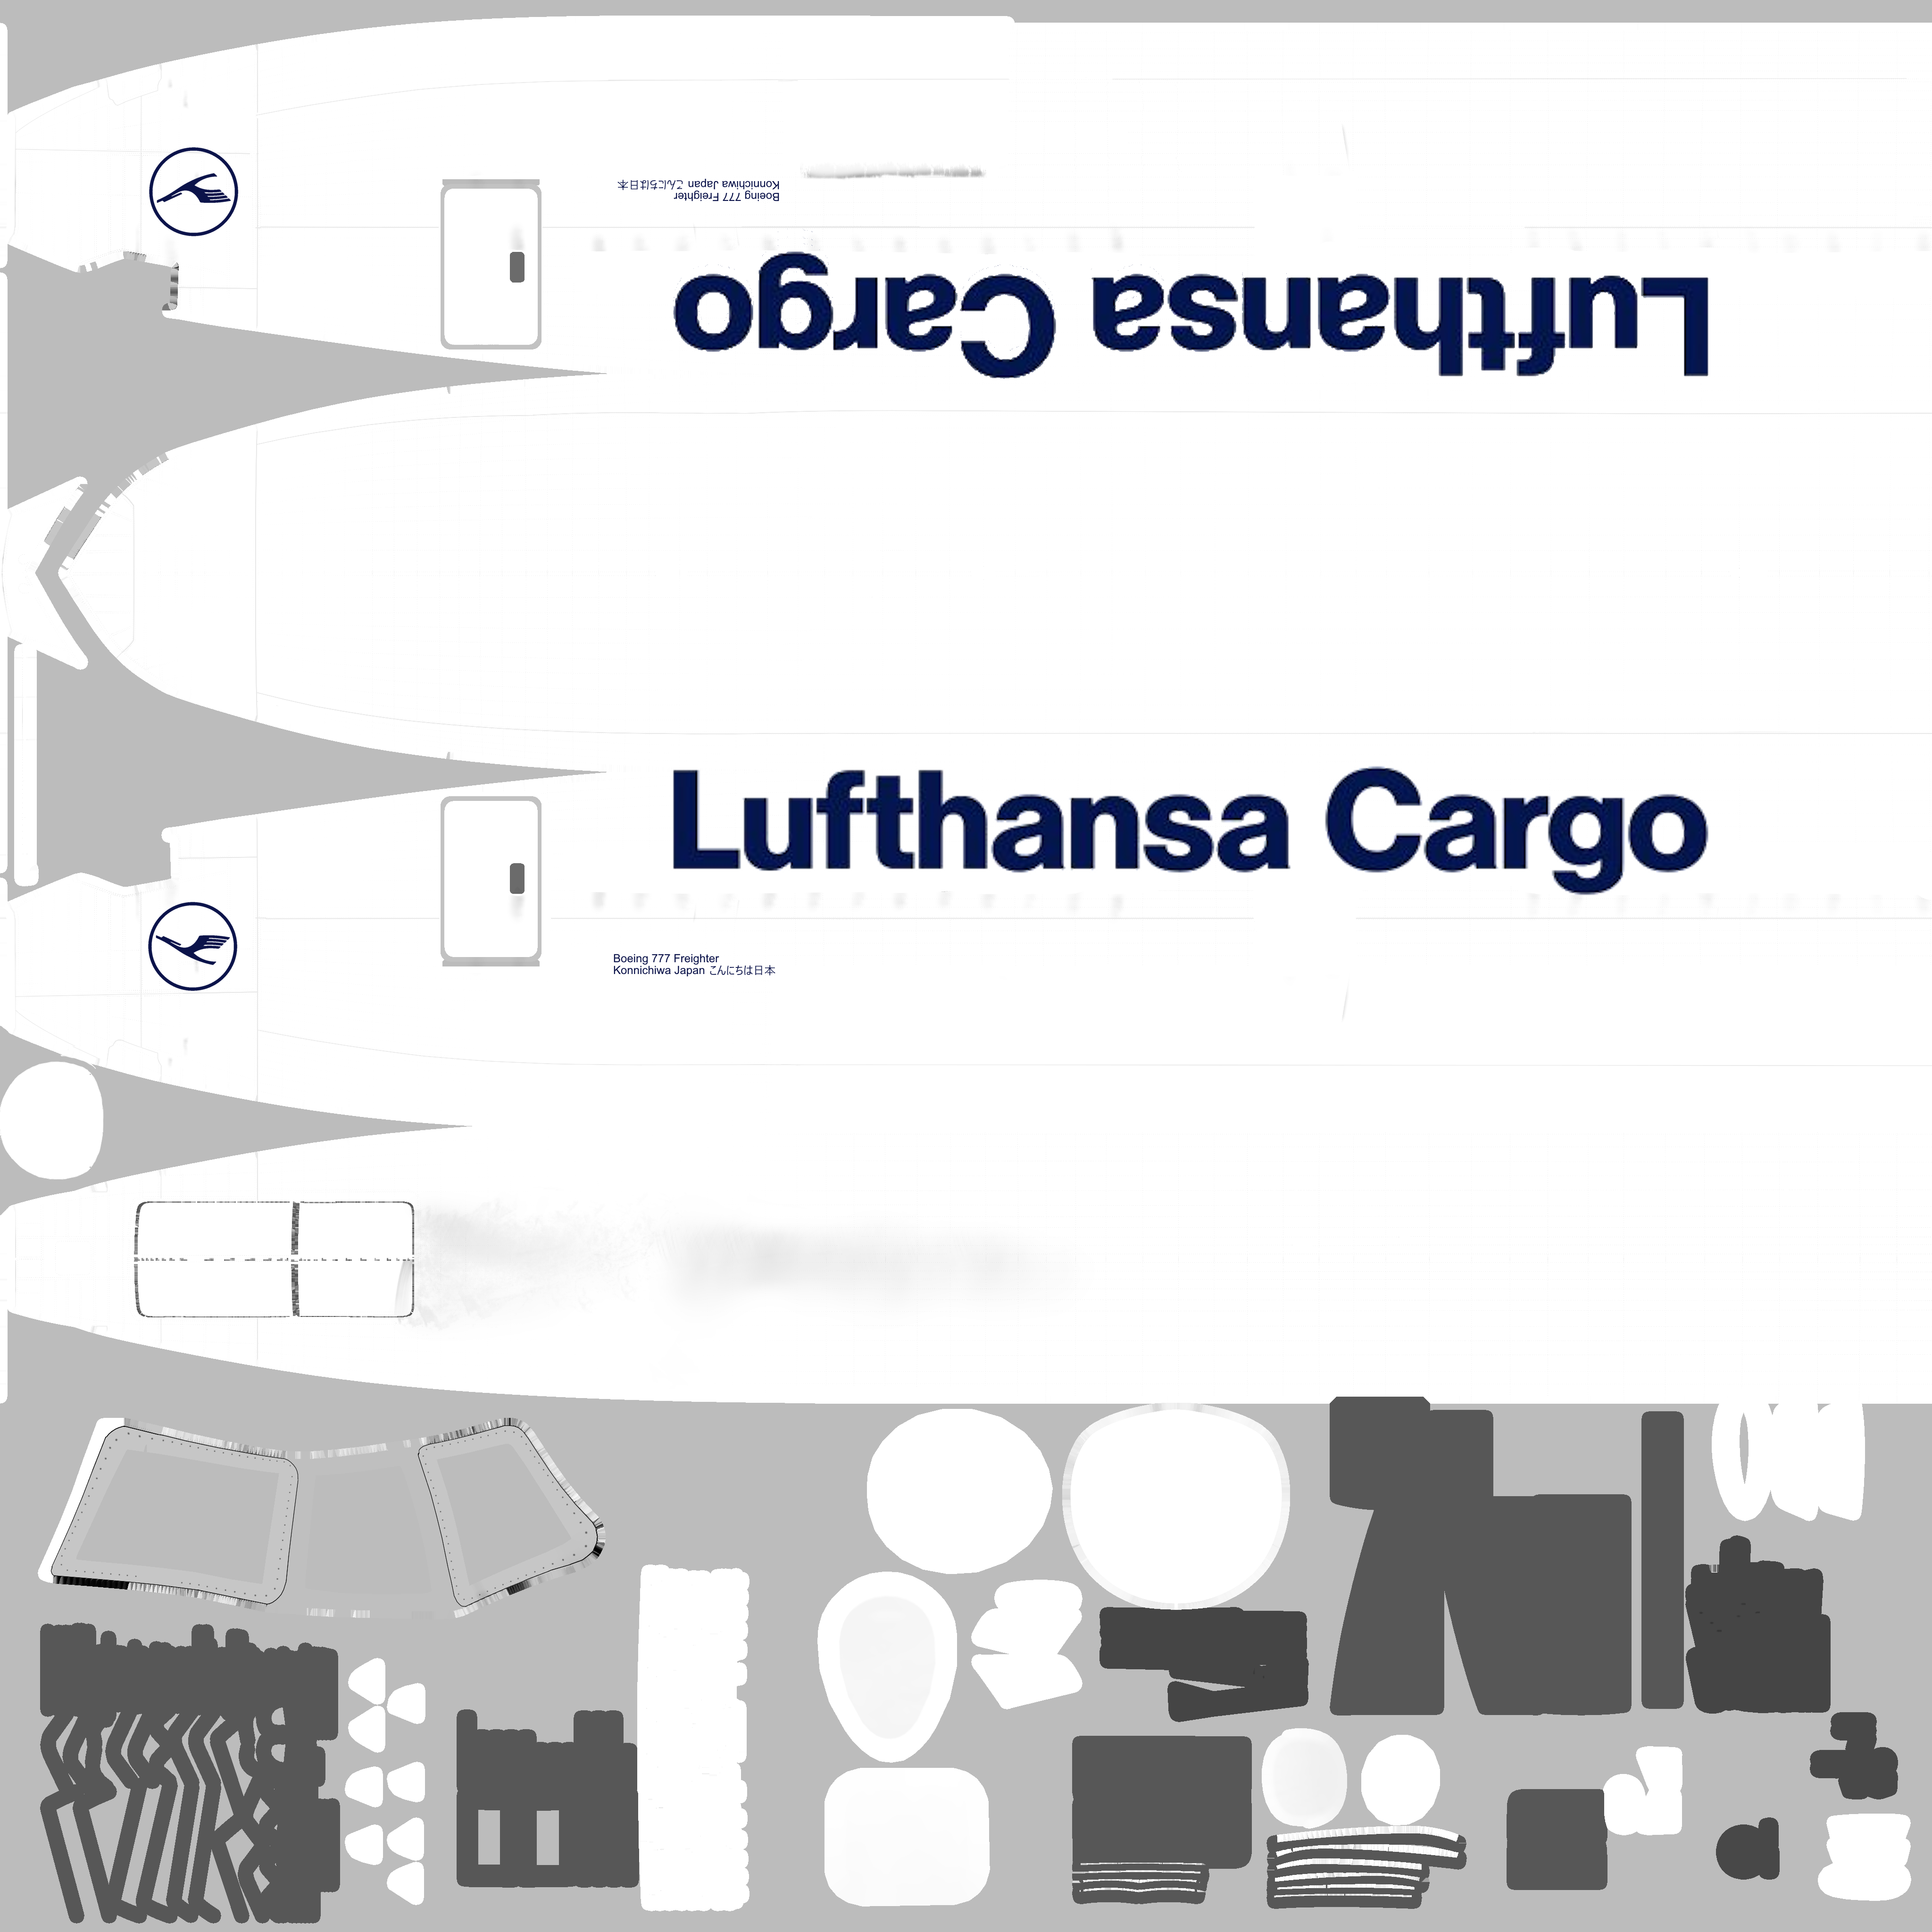 Boeing 777 Freighter
Konnichiwa Japan こんにちは日本
Lufthansa Cargo
Lufthansa Cargo
Boeing 777 Freighter
Konnichiwa Japan こんにちは日本